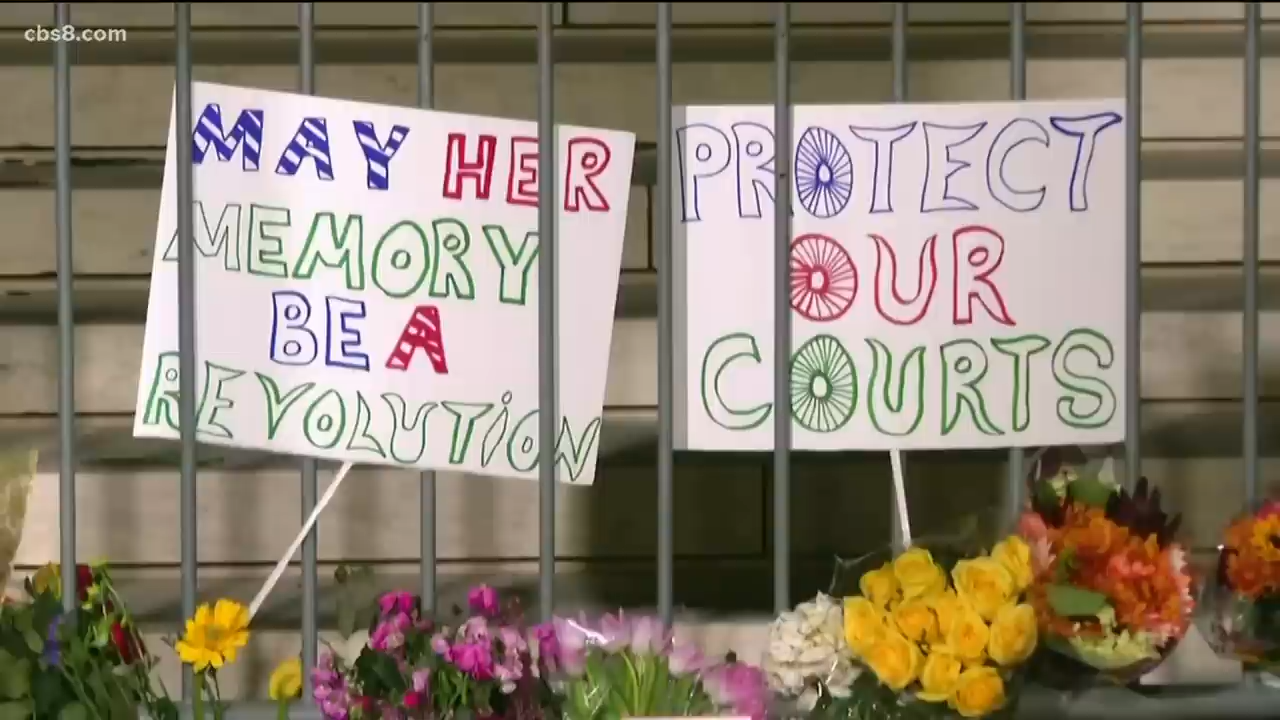 cbs8.com
MAY HER
MEMORY
BE A
REVOLUTION
PROTECT
OUR
COURTS